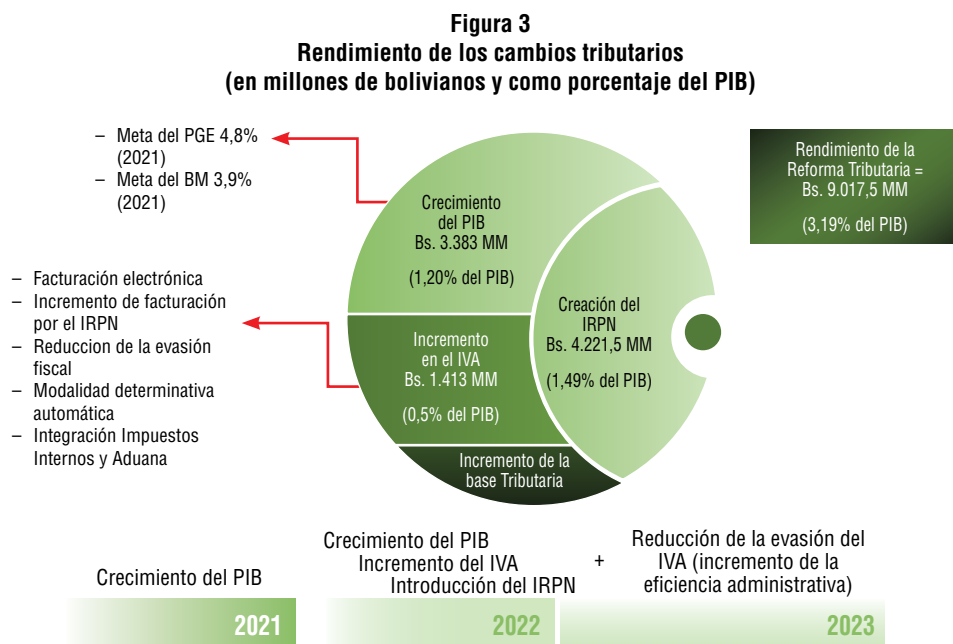 Figura 3
Rendimiento de los cambios tributarios
(en millones de bolivianos y como porcentaje del PIB)
– Meta del PGE 4,8%
(2021)
– Meta del BM 3,9%
(2021)
Rendimiento de la
Reforma Tributaria =
Bs. 9.017,5 MM
(3,19% del PIB)
Crecimiento
del PIB
Bs. 3.383 MM
(1,20% del PIB)
– Facturación electrónica
– Incremento de facturación
por el IRPN
– Reduccion de la evasión
fiscal
– Modalidad determinativa
automática
– Integración Impuestos
Internos y Aduana
Incremento
en el IVA
Bs. 1.413 MM
(0,5% del PIB)
Creación del
IRPN
Bs. 4.221,5 MM
(1,49% del PIB)
Incremento de la
base Tributaria
Crecimiento del PIB
2021
Crecimiento del PIB
Incremento del IVA
Introducción del IRPN
2022
+
Reducción de la evasión del
IVA (incremento de la
eficiencia administrativa)
2023